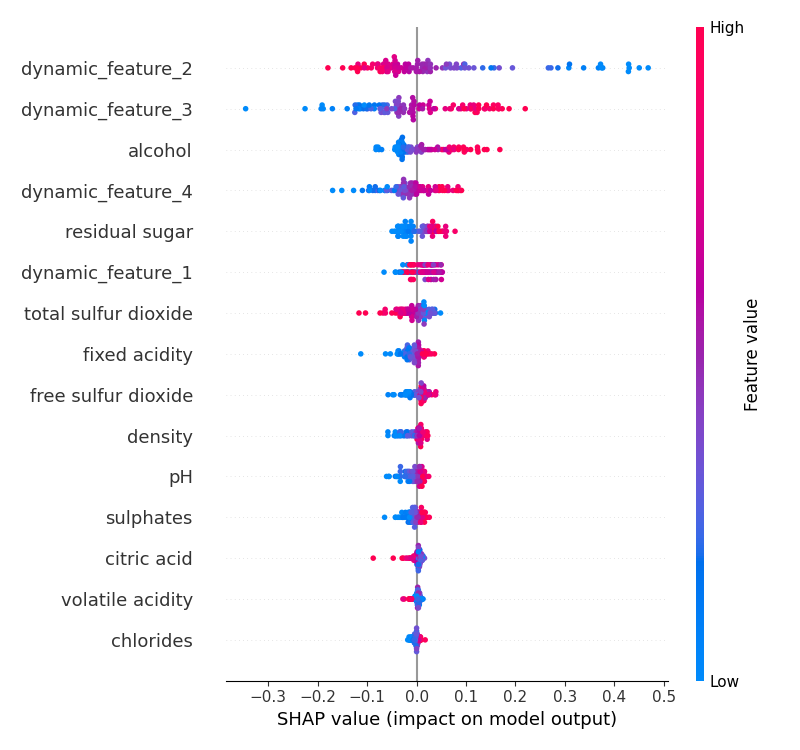 High
dynamic_feature_2
dynamic_feature_3
alcohol
dynamic_feature_4
residual sugar
dynamic_feature_1
total sulfur dioxide
fixed acidity
free sulfur dioxide
density
pH
sulphates
citric acid
volatile acidity
chlorides
Feature value
Low
−0.3 −0.2 −0.1 0.0 0.1 0.2 0.3 0.4 0.5
SHAP value (impact on model output)